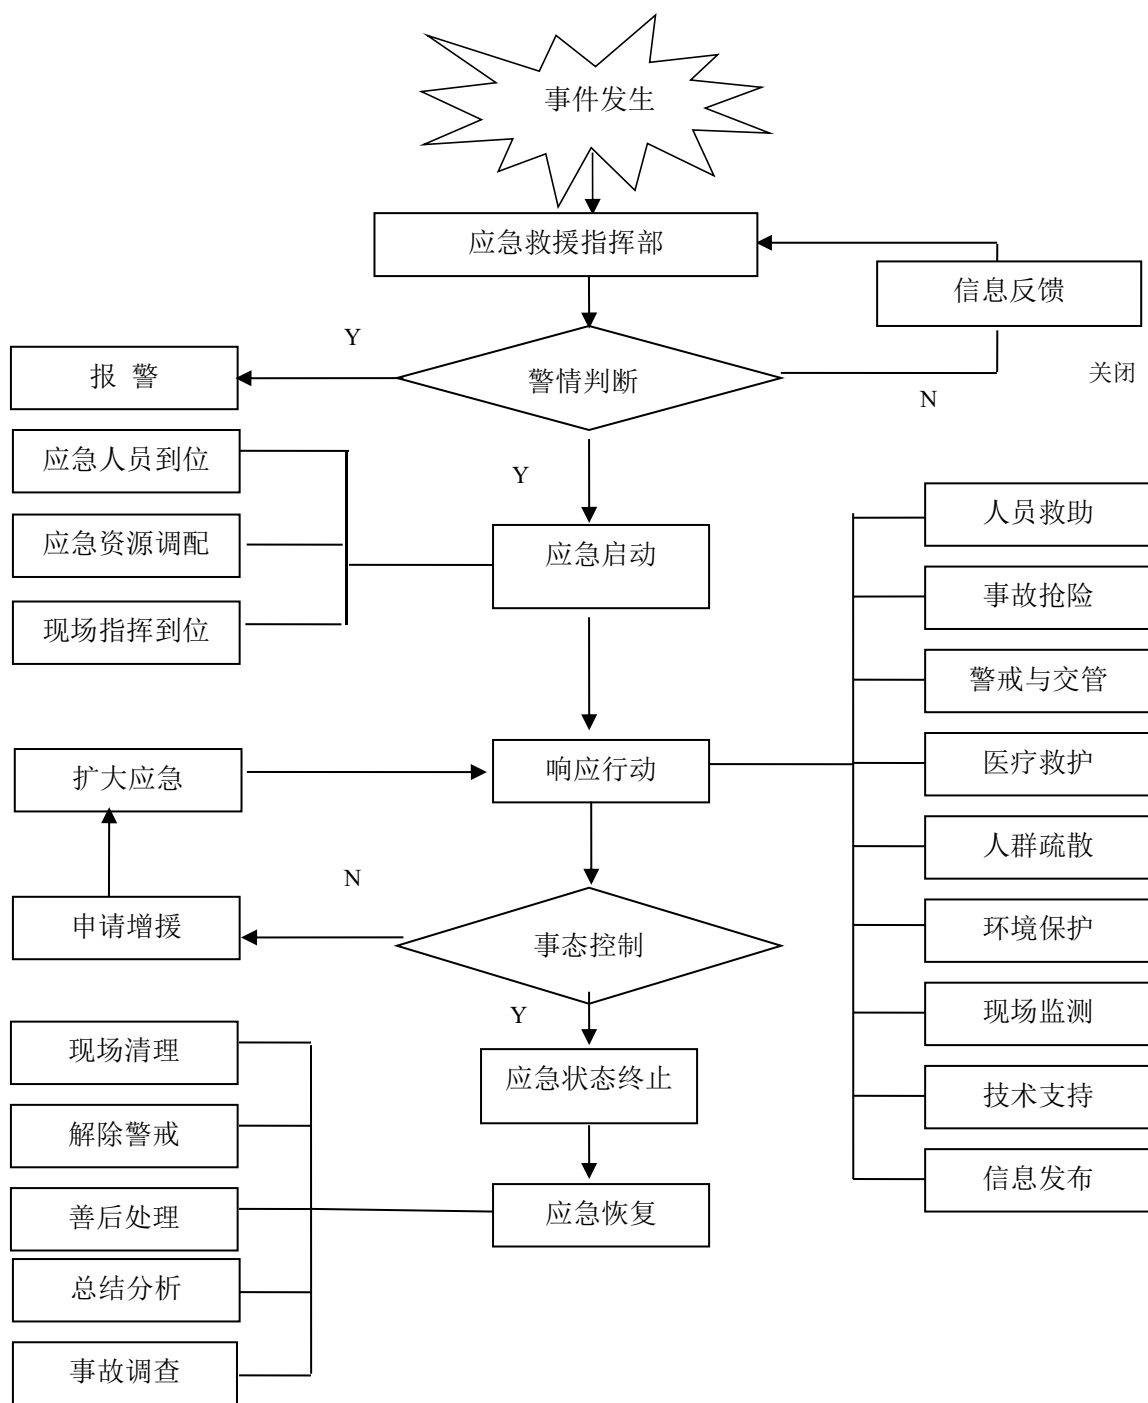 事件发生
应急救援指挥部
信息反馈
Y
报 警
警情判断
关闭
N
应急人员到位
Y
人员救助
应急资源调配
应急启动
事故抢险
现场指挥到位
警戒与交管
扩大应急
响应行动
医疗救护
人群疏散
N
申请增援
事态控制
环境保护
Y
现场清理
现场监测
应急状态终止
技术支持
解除警戒
信息发布
善后处理
应急恢复
总结分析
事故调查